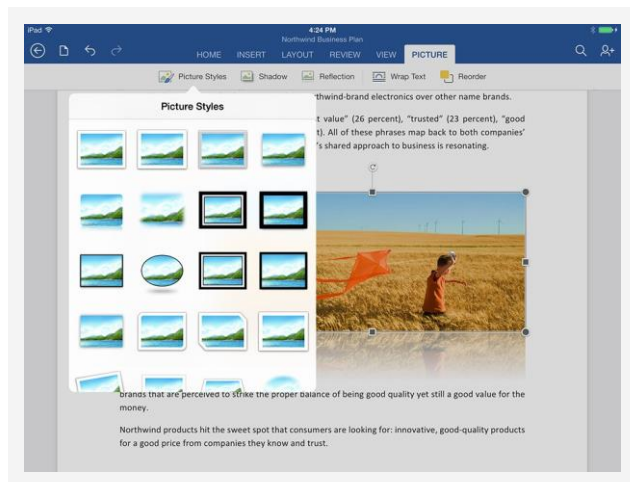 iPad 4:24 PM
Northwind Business Plan
HOME INSERT LAYOUT REVIEW VIEW PICTURE
Picture Styles Shadow Reflection Wrap Text Reorder
Picture Styles
thwind-brand electronics over other name brands.
t value" (26 percent), "trusted" (23 percent), "good
t). All of these phrases map back to both companies'
's shared approach to business is resonating.
brands that are perceived to strike the proper balance of being good quality yet still a good value for the
money.
Northwind products hit the sweet spot that consumers are looking for: innovative, good-quality products
for a good price from companies they know and trust.